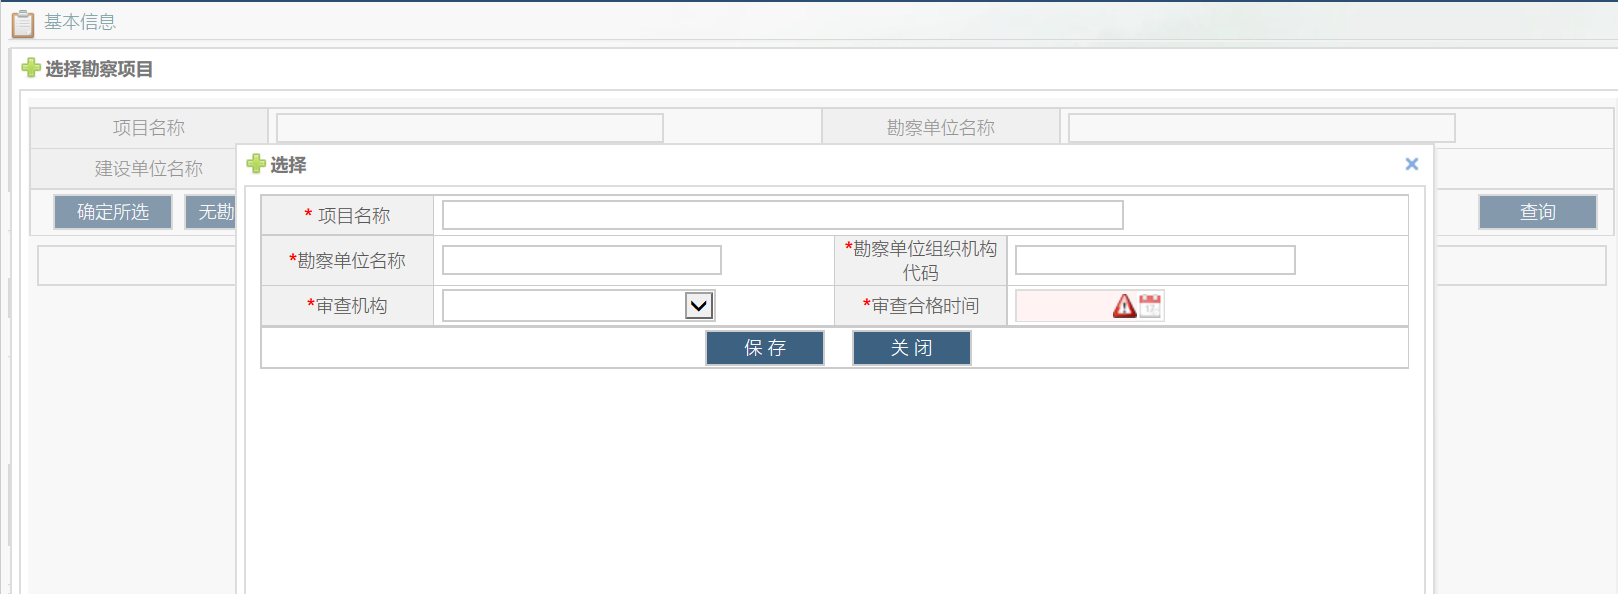 基本信息
选择勘察项目
项目名称
勘察单位名称
建设单位名称
确定所选
无勘
查询
选择
* 项目名称
*勘察单位名称
*勘察单位组织机构
代码
*审查机构
*审查合格时间
保 存
关 闭